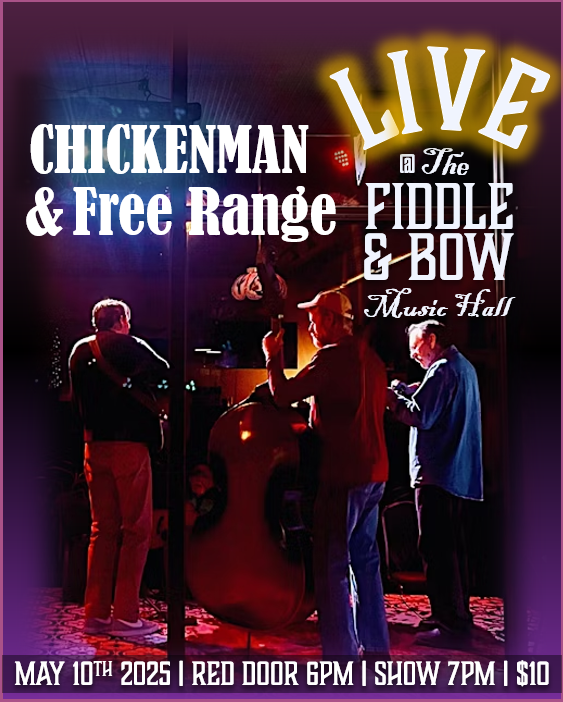 LIVE
CHICKENMAN
& Free Range
@ The
FIDDLE
& BOW
Music Hall
MAY 10TH 2025 | RED DOOR 6PM | SHOW 7PM | $10